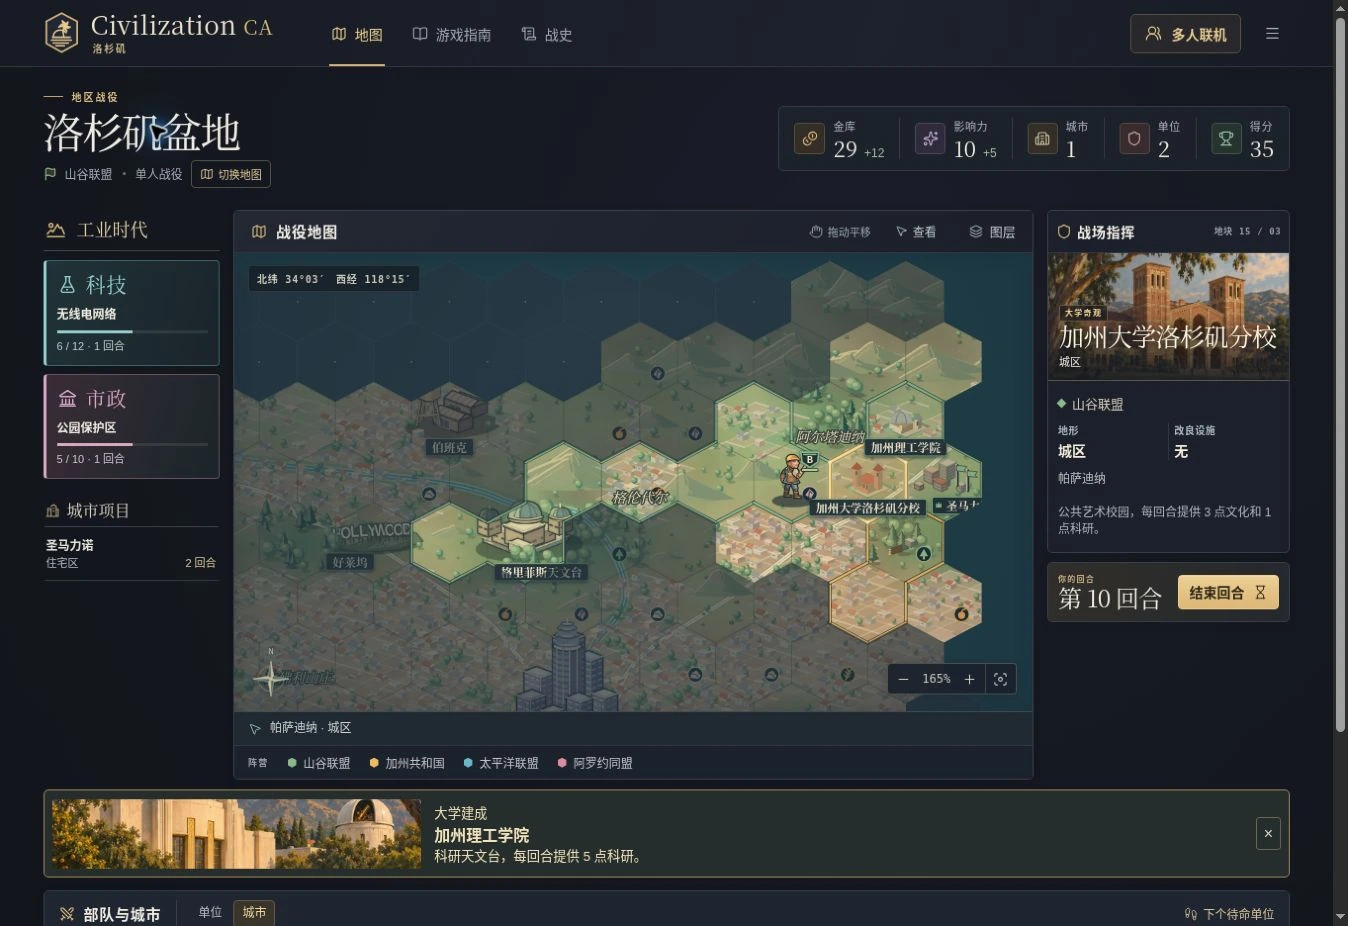 Civilization CA
洛杉矶
地图
游戏指南
战史
多人联机
地区战役
洛杉矶盆地
山谷联盟 • 单人战役
切换地图
金库
29 +12
影响力
10 +5
城市
1
单位
2
得分
35
工业时代
科技
无线电网络
6 / 12 · 1 回合
市政
公园保护区
5 / 10 · 1 回合
城市项目
圣马力诺
住宅区
2 回合
战役地图
拖动平移
查看
图层
北纬 34°03′ 西经 118°15′
伯班克
阿尔塔迪纳
加州理工学院
B
格伦代尔
加州大学洛杉矶分校
圣马力
HOLLYWOOD
好莱坞
格里菲斯天文台
N
165%
帕萨迪纳 · 城区
阵营
山谷联盟
加州共和国
太平洋联盟
阿罗约同盟
战场指挥
地块 15 / 03
大学奇观
加州大学洛杉矶分校
城区
山谷联盟
地形
城区
改良设施
无
帕萨迪纳
公共艺术校园，每回合提供 3 点文化和 1
点科研。
你的回合
第 10 回合
结束回合
大学建成
加州理工学院
科研天文台，每回合提供 5 点科研。
×
部队与城市
单位
城市
下个待命单位